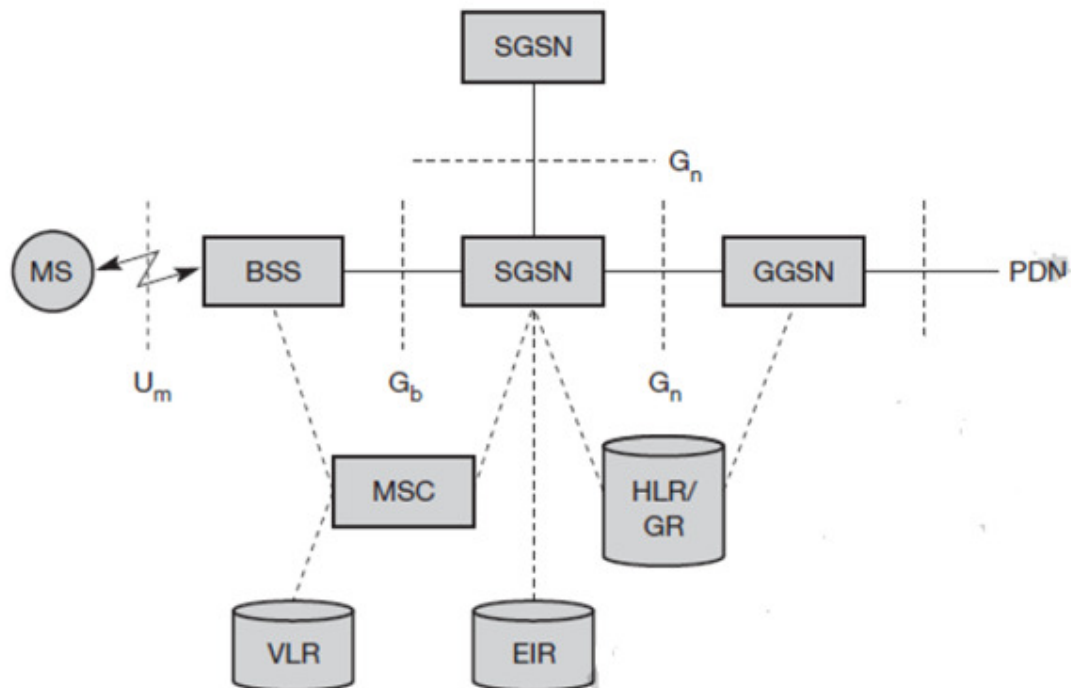 SGSN
Gn
MS
BSS
SGSN
GGSN
PDN
Um
Gb
Gn
MSC
HLR/
GR
VLR
EIR